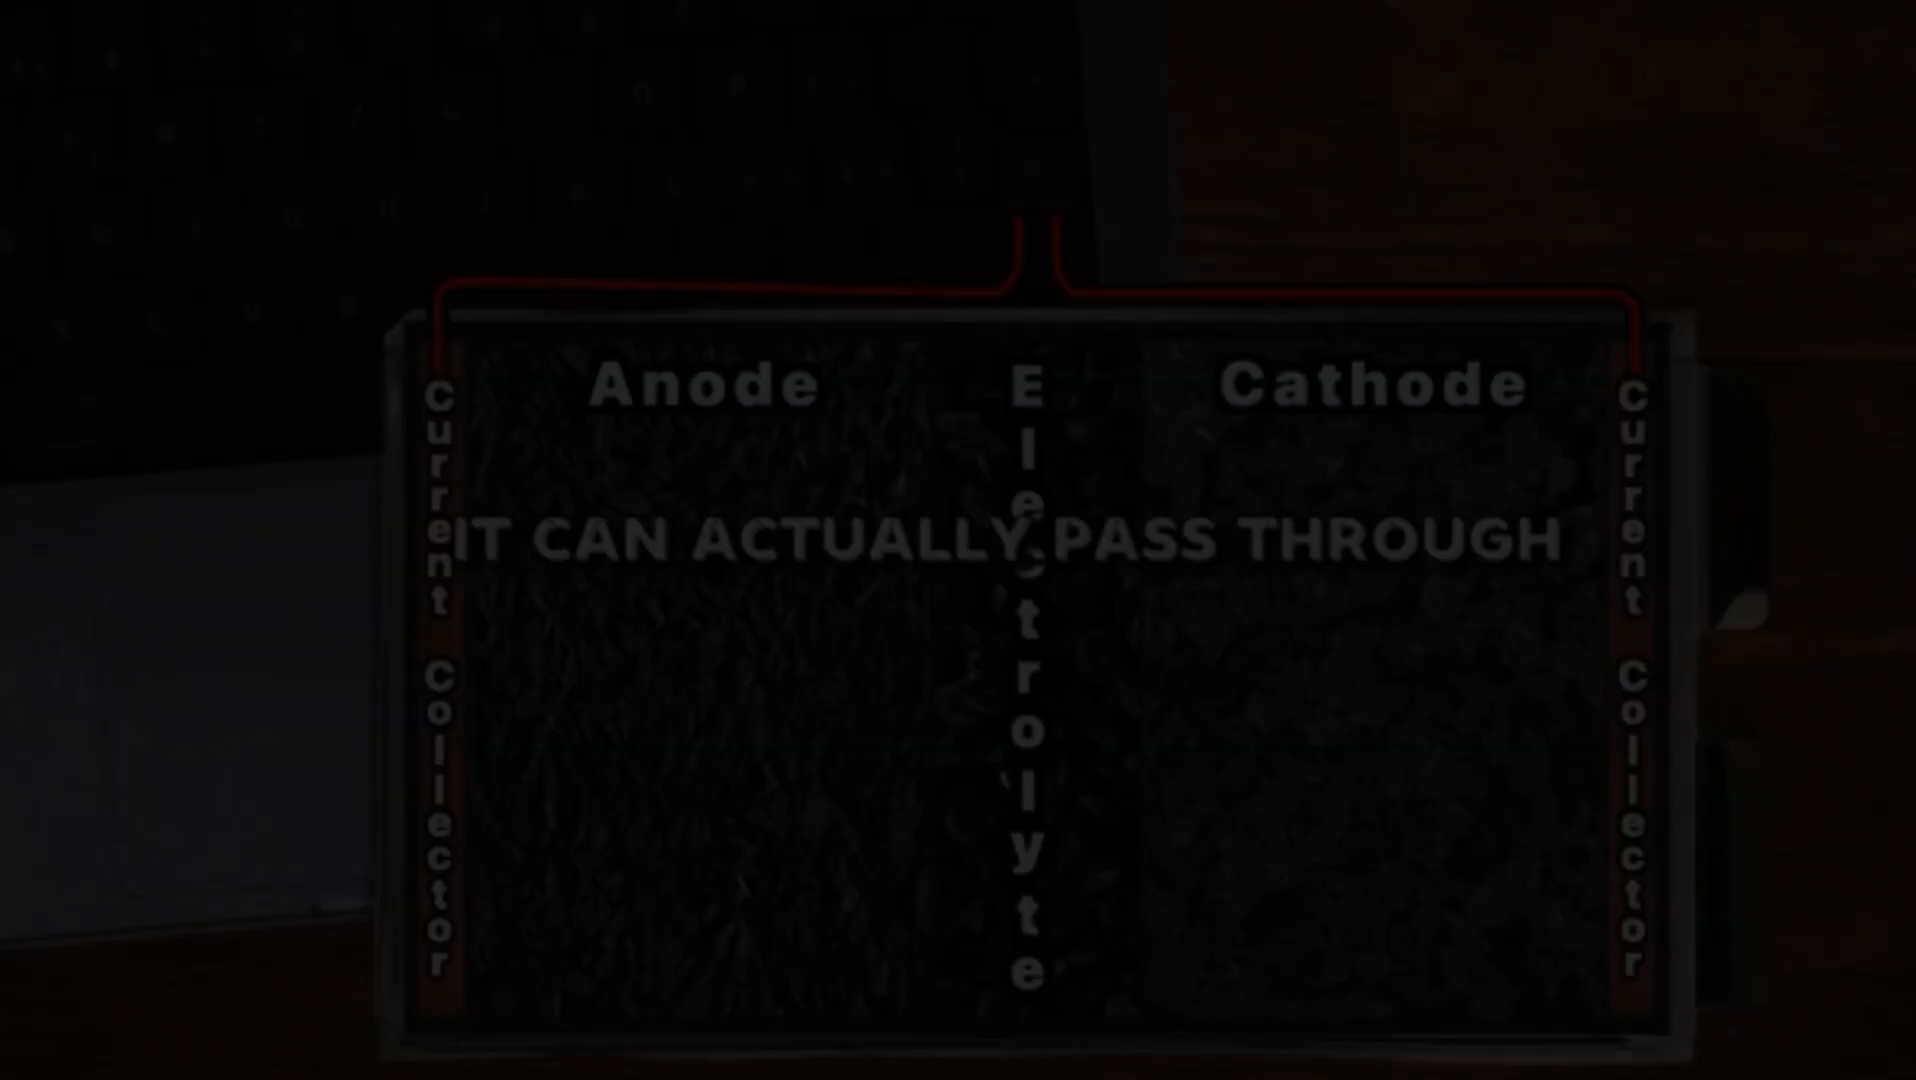 Anode
Cathode
Electrolyte
Current Collector
Current Collector
IT CAN ACTUALLY PASS THROUGH